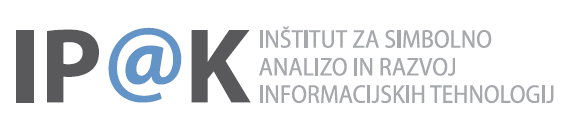 IP@K
INŠTITUT ZA SIMBOLNO
ANALIZO IN RAZVOJ
INFORMACIJSKIH TEHNOLOGIJ